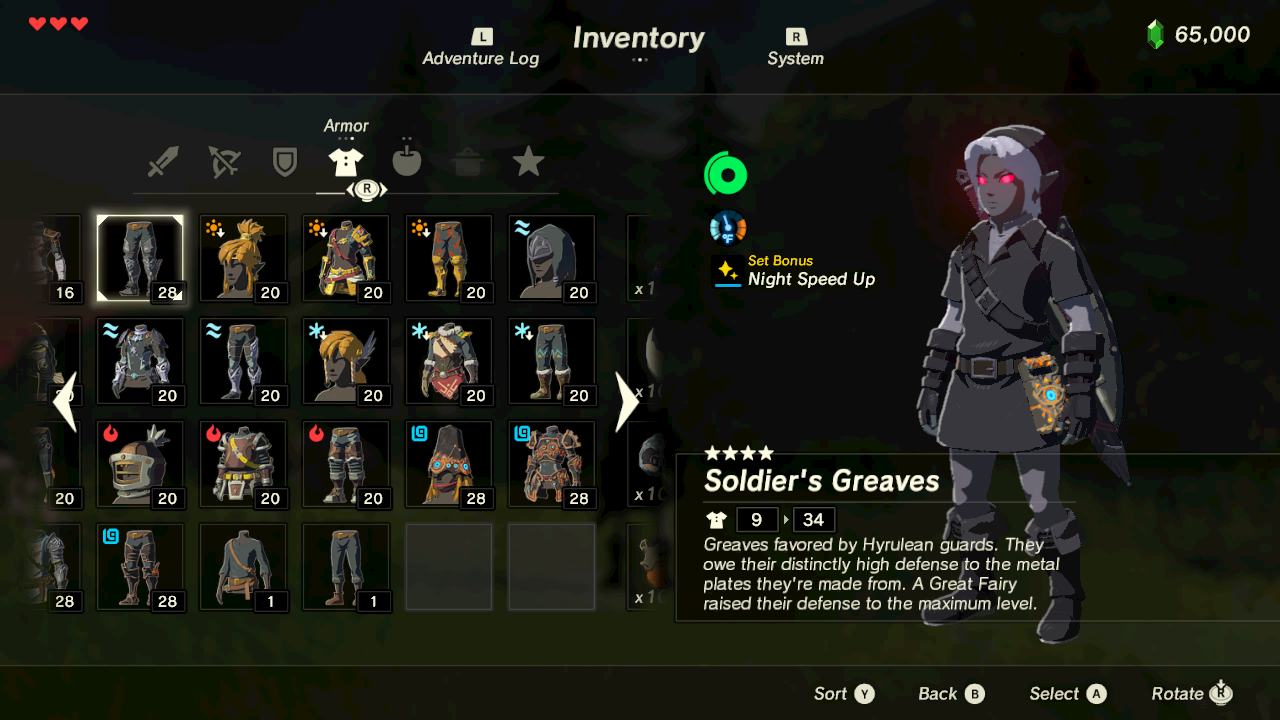 L
Inventory
R
65,000
Adventure Log
System
Armor
R
16
28
20
20
20
20
x 1
°F
Set Bonus
Night Speed Up
20
20
20
20
20
20
20
20
20
28
28
x 10
Soldier's Greaves
9 34
Greaves favored by Hyrulean guards. They
owe their distinctly high defense to the metal
plates they're made from. A Great Fairy
raised their defense to the maximum level.
28
28
1
1
Sort Y
Back B
Select A
Rotate R